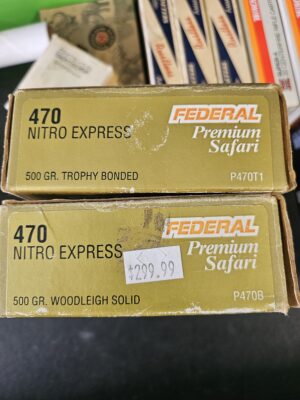 470
NITRO EXPRESS
FEDERAL
Premium
Safari
500 GR. TROPHY BONDED
P470T1
470
NITRO EXPRESS
FEDERAL
Premium
Safari
$299.99
500 GR. WOODLEIGH SOLID
P470B